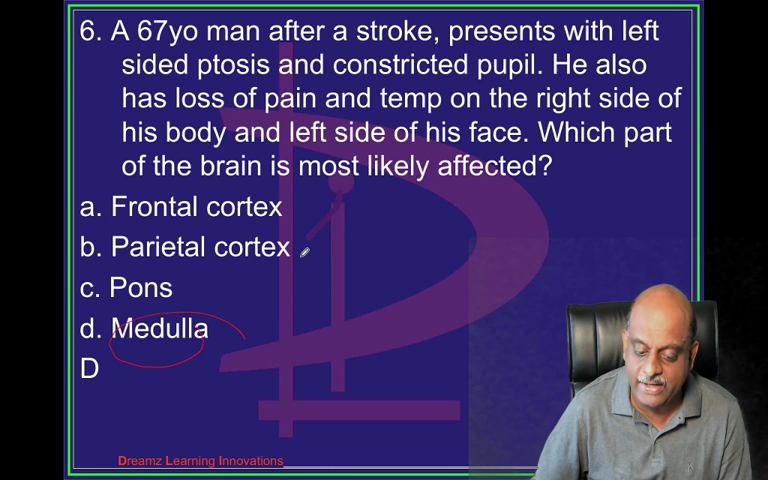 6. A 67yo man after a stroke, presents with left
sided ptosis and constricted pupil. He also
has loss of pain and temp on the right side of
his body and left side of his face. Which part
of the brain is most likely affected?
a. Frontal cortex
b. Parietal cortex
c. Pons
d. Medulla
D
Dreamz Learning Innovations